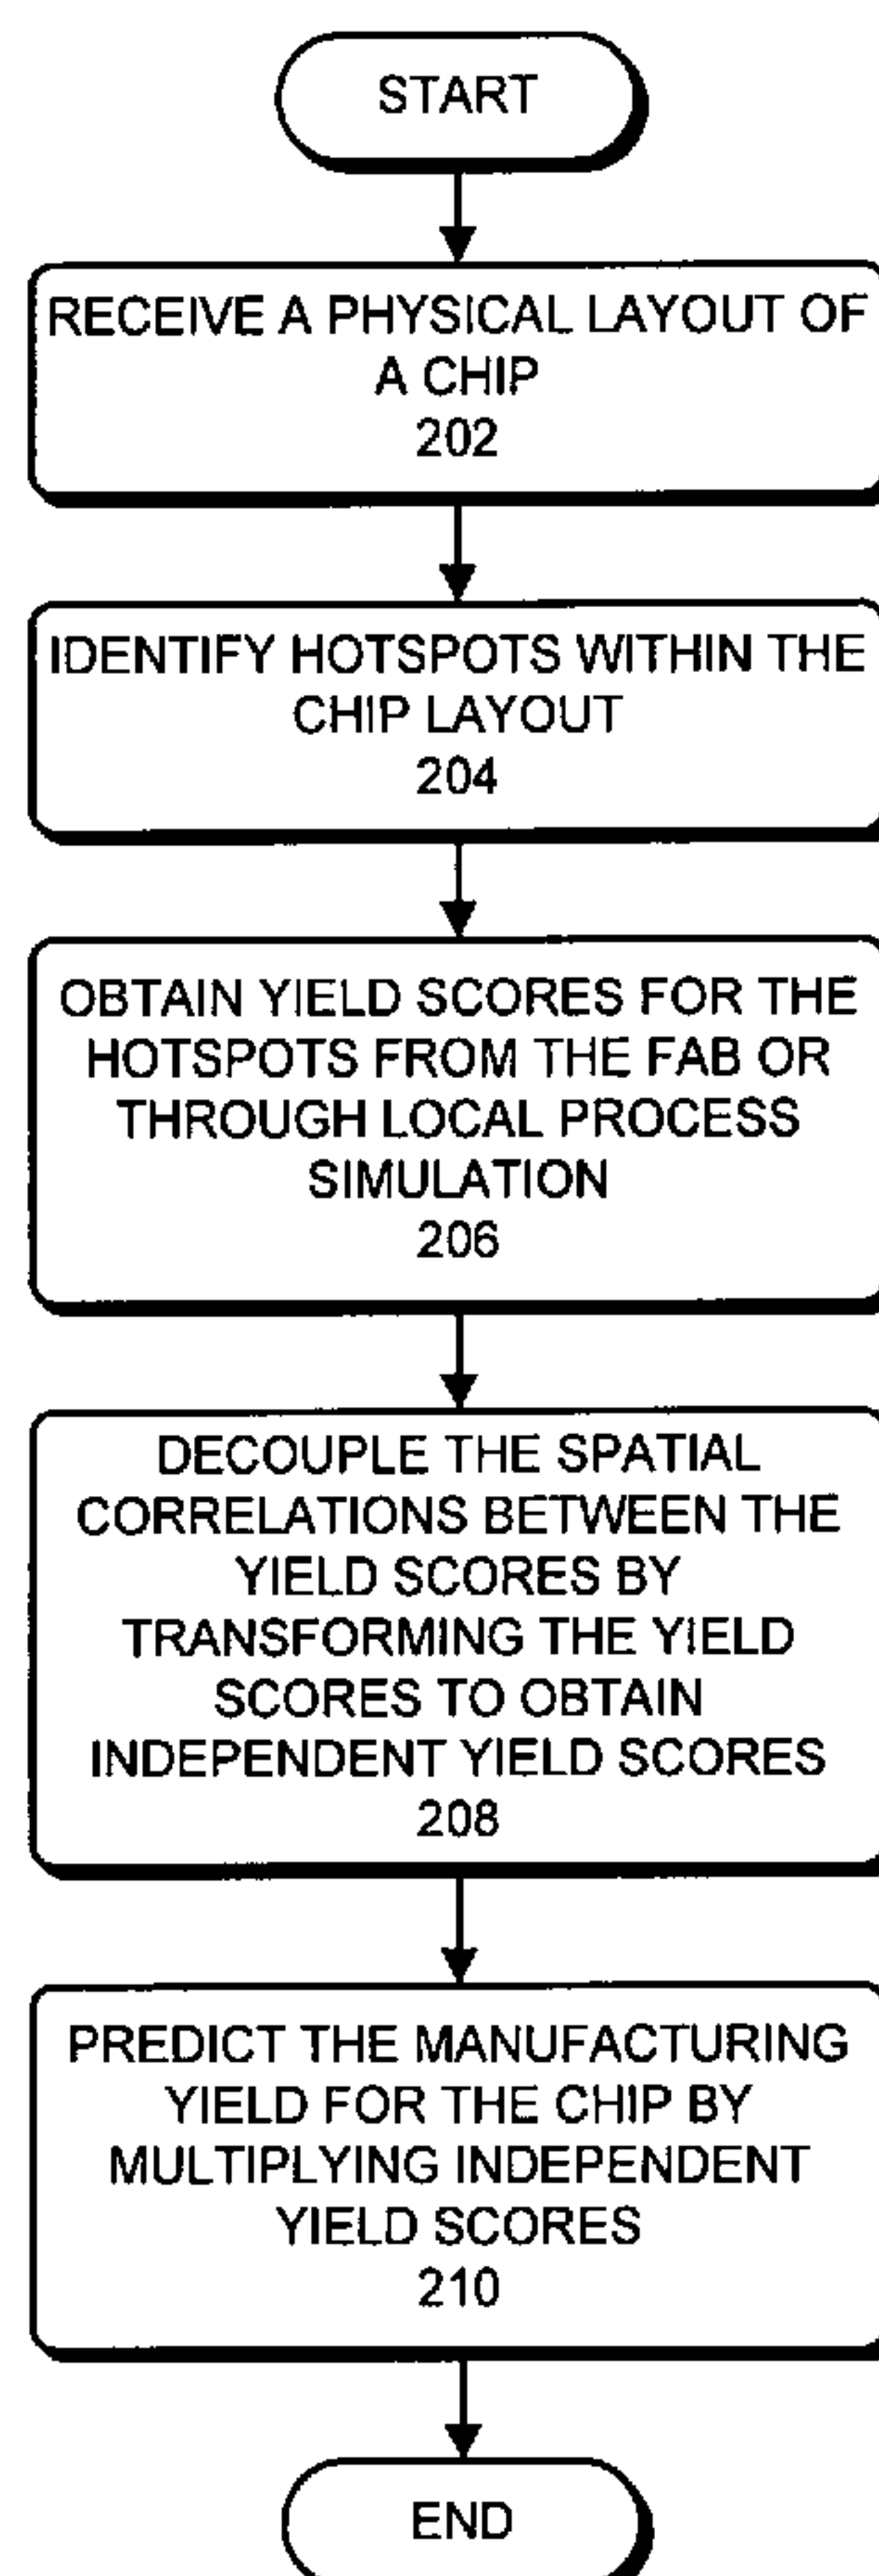 START
RECEIVE A PHYSICAL LAYOUT OF
A CHIP
202
IDENTIFY HOTSPOTS WITHIN THE
CHIP LAYOUT
204
OBTAIN YIELD SCORES FOR THE
HOTSPOTS FROM THE FAB OR
THROUGH LOCAL PROCESS
SIMULATION
206
DECOUPLE THE SPATIAL
CORRELATIONS BETWEEN THE
YIELD SCORES BY
TRANSFORMING THE YIELD
SCORES TO OBTAIN
INDEPENDENT YIELD SCORES
208
PREDICT THE MANUFACTURING
YIELD FOR THE CHIP BY
MULTIPLYING INDEPENDENT
YIELD SCORES
210
END